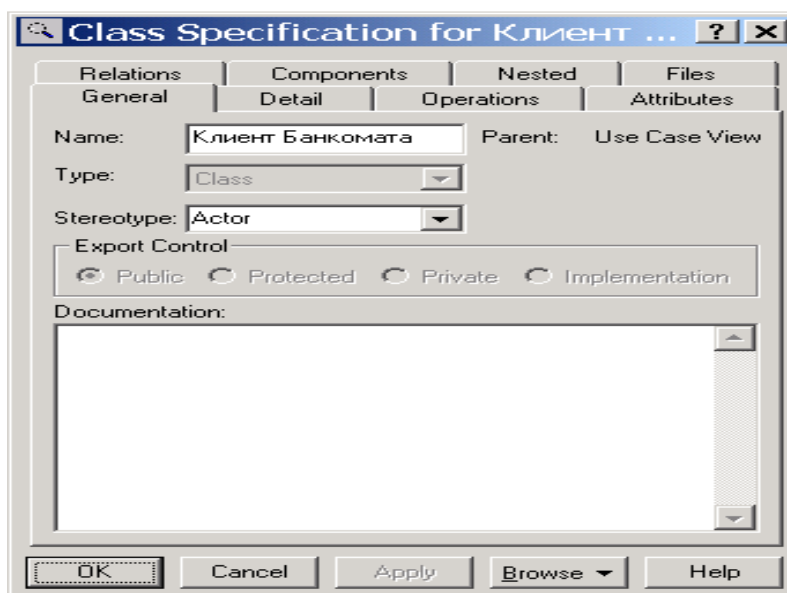 Class Specification for Клиент ...
Relations Components Nested Files
General Detail Operations Attributes
Name: Клиент Банкомата Parent: Use Case View
Type: Class
Stereotype: Actor
Export Control
Public Protected Private Implementation
Documentation:
OK Cancel Apply Browse Help